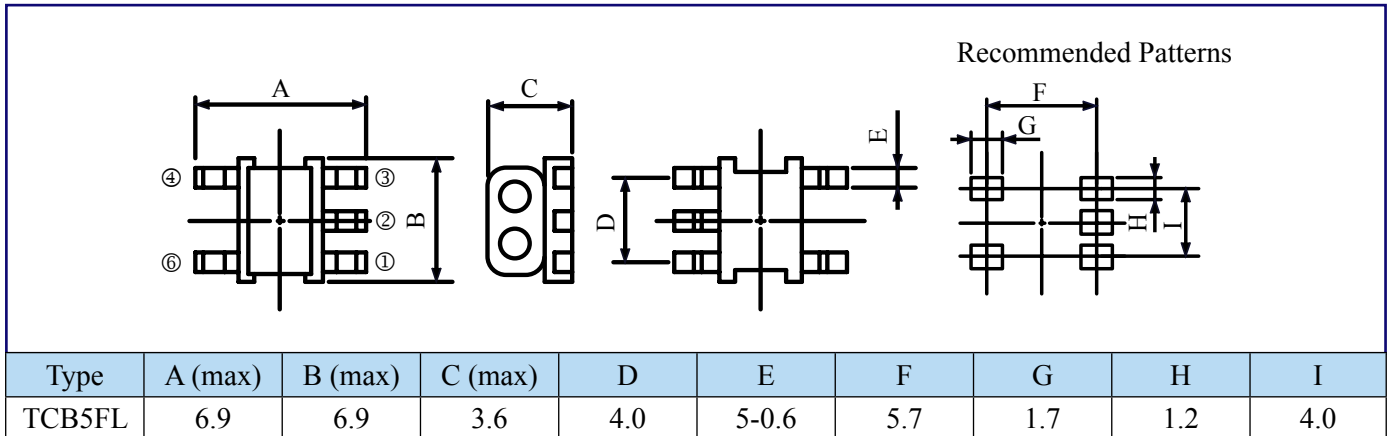 Recommended Patterns
A
C
F
G
E
④
③
②
B
D
H
I
⑥
①
Type A (max) B (max) C (max) D E F G H I
TCB5FL 6.9 6.9 3.6 4.0 5-0.6 5.7 1.7 1.2 4.0